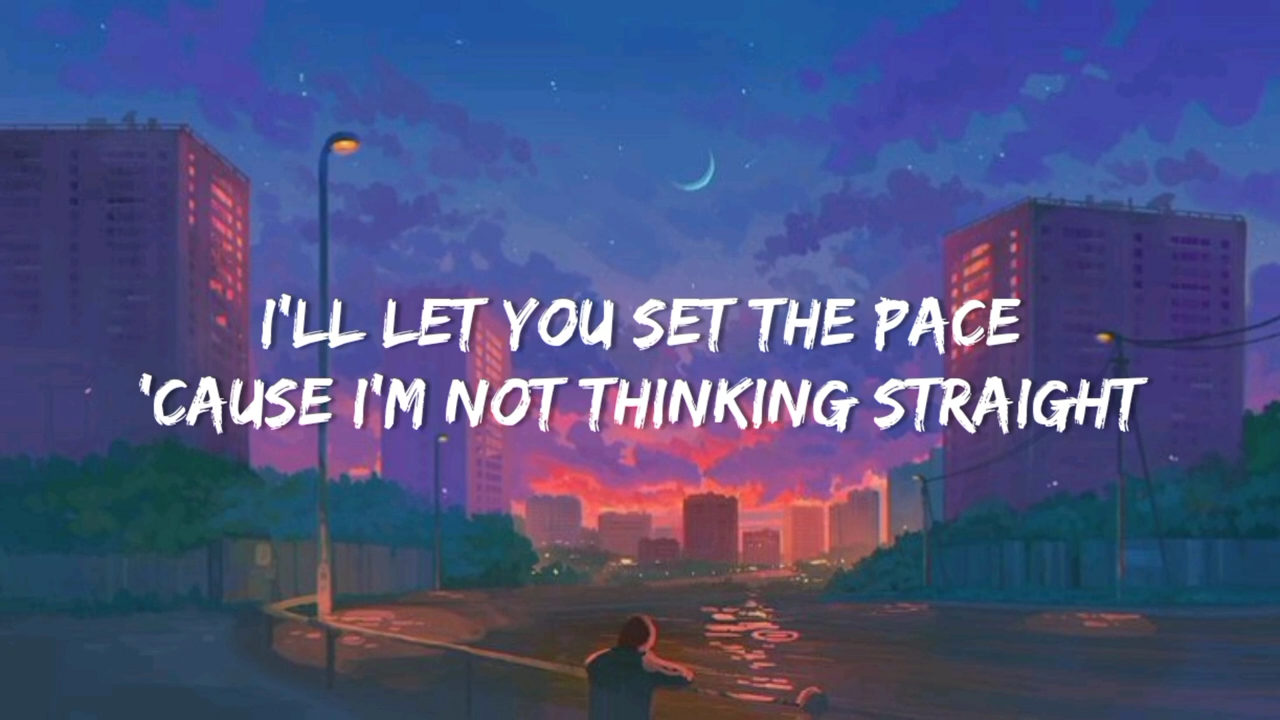 I'LL LET YOU SET THE PACE
'CAUSE I'M NOT THINKING STRAIGHT